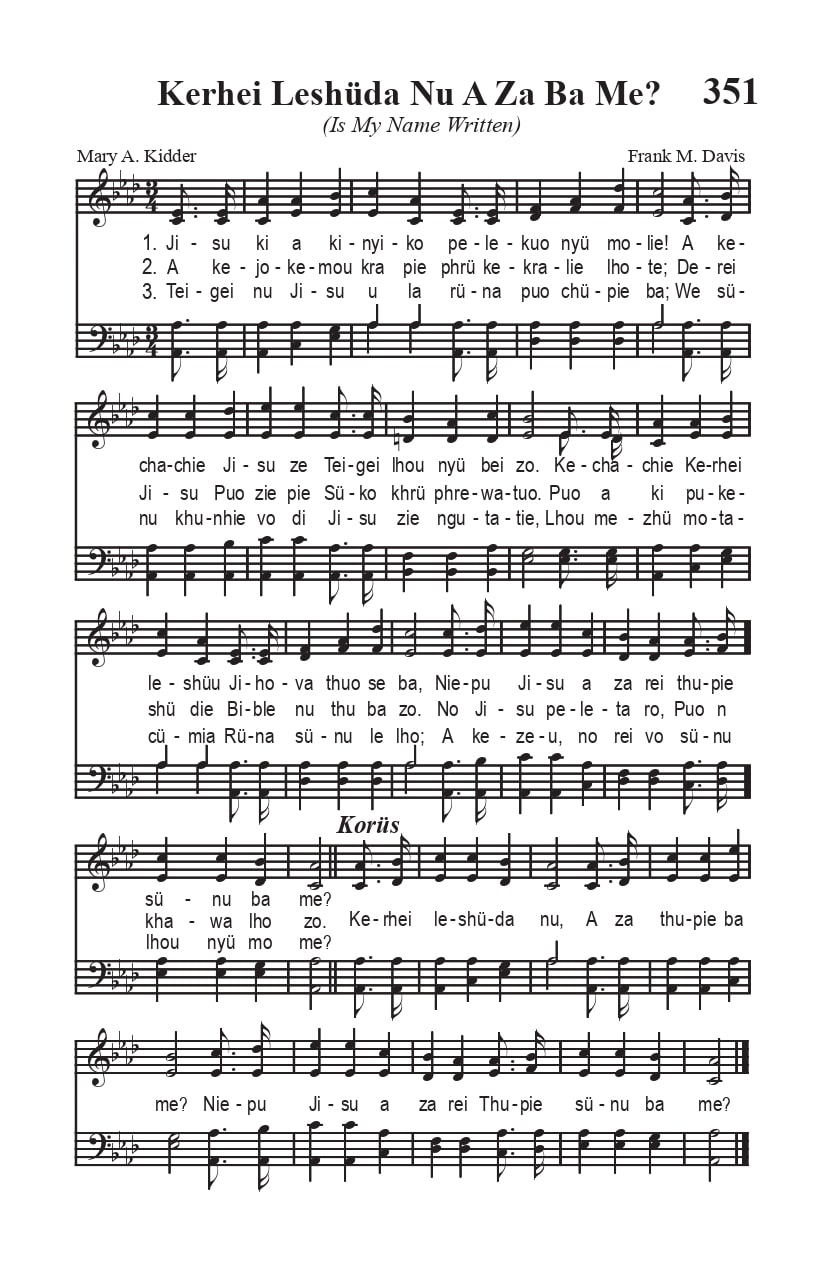 Kerhei Leshüda Nu A Za Ba Me? 351
(Is My Name Written)
Mary A. Kidder Frank M. Davis
1. Ji - su ki a ki-nyi-ko pe-le-kuo nyü mo-lie! A ke-
2. A ke-jo-ke-mou kra pie phrü ke-kra-lie lho-te; De-rei
3. Tei-gei nu Ji-su u la rü-na puo chü-pie ba; We sü-
cha-chie Ji-su ze Tei-gei lhou nyü bei zo. Ke-cha-chie Ke-rhei
Ji-su Puo zie pie Sü-ko khrü phre-wa-tuo. Puo a ki pu-ke-
nu khu-nhie vo di Ji-su zie ngu-ta-tie, Lhou me-zhü mo-ta-
le-shüu Ji-ho-va thuo se ba, Nie-pu Ji-su a za rei thu-pie
shü die Bi-ble nu thu ba zo. No Ji-su pe-le-ta ro, Puo n
cü-mia Rü-na sü-nu le lho; A ke-ze-u, no rei vo sü-nu
Korüs
sü - nu ba me?
kha-wa lho zo. Ke-rhei le-shü-da nu, A za thu-pie ba
lhou nyü mo me?
me? Nie-pu Ji-su a za rei Thu-pie sü-nu ba me?